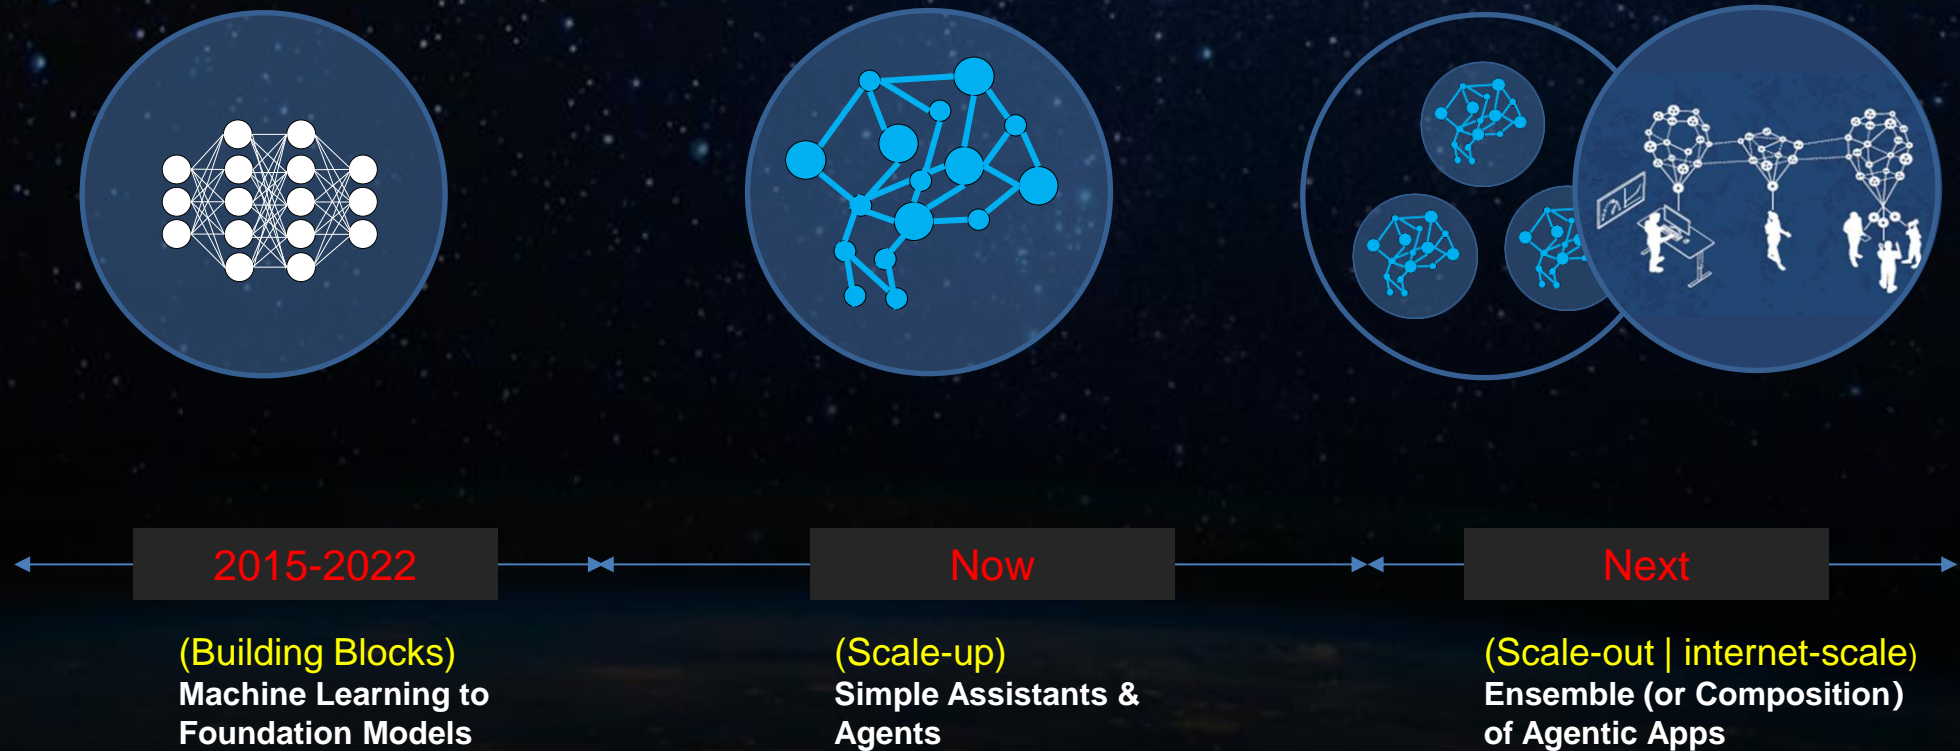 2015-2022
(Building Blocks)
Machine Learning to
Foundation Models
Now
(Scale-up)
Simple Assistants &
Agents
Next
(Scale-out | internet-scale)
Ensemble (or Composition)
of Agentic Apps